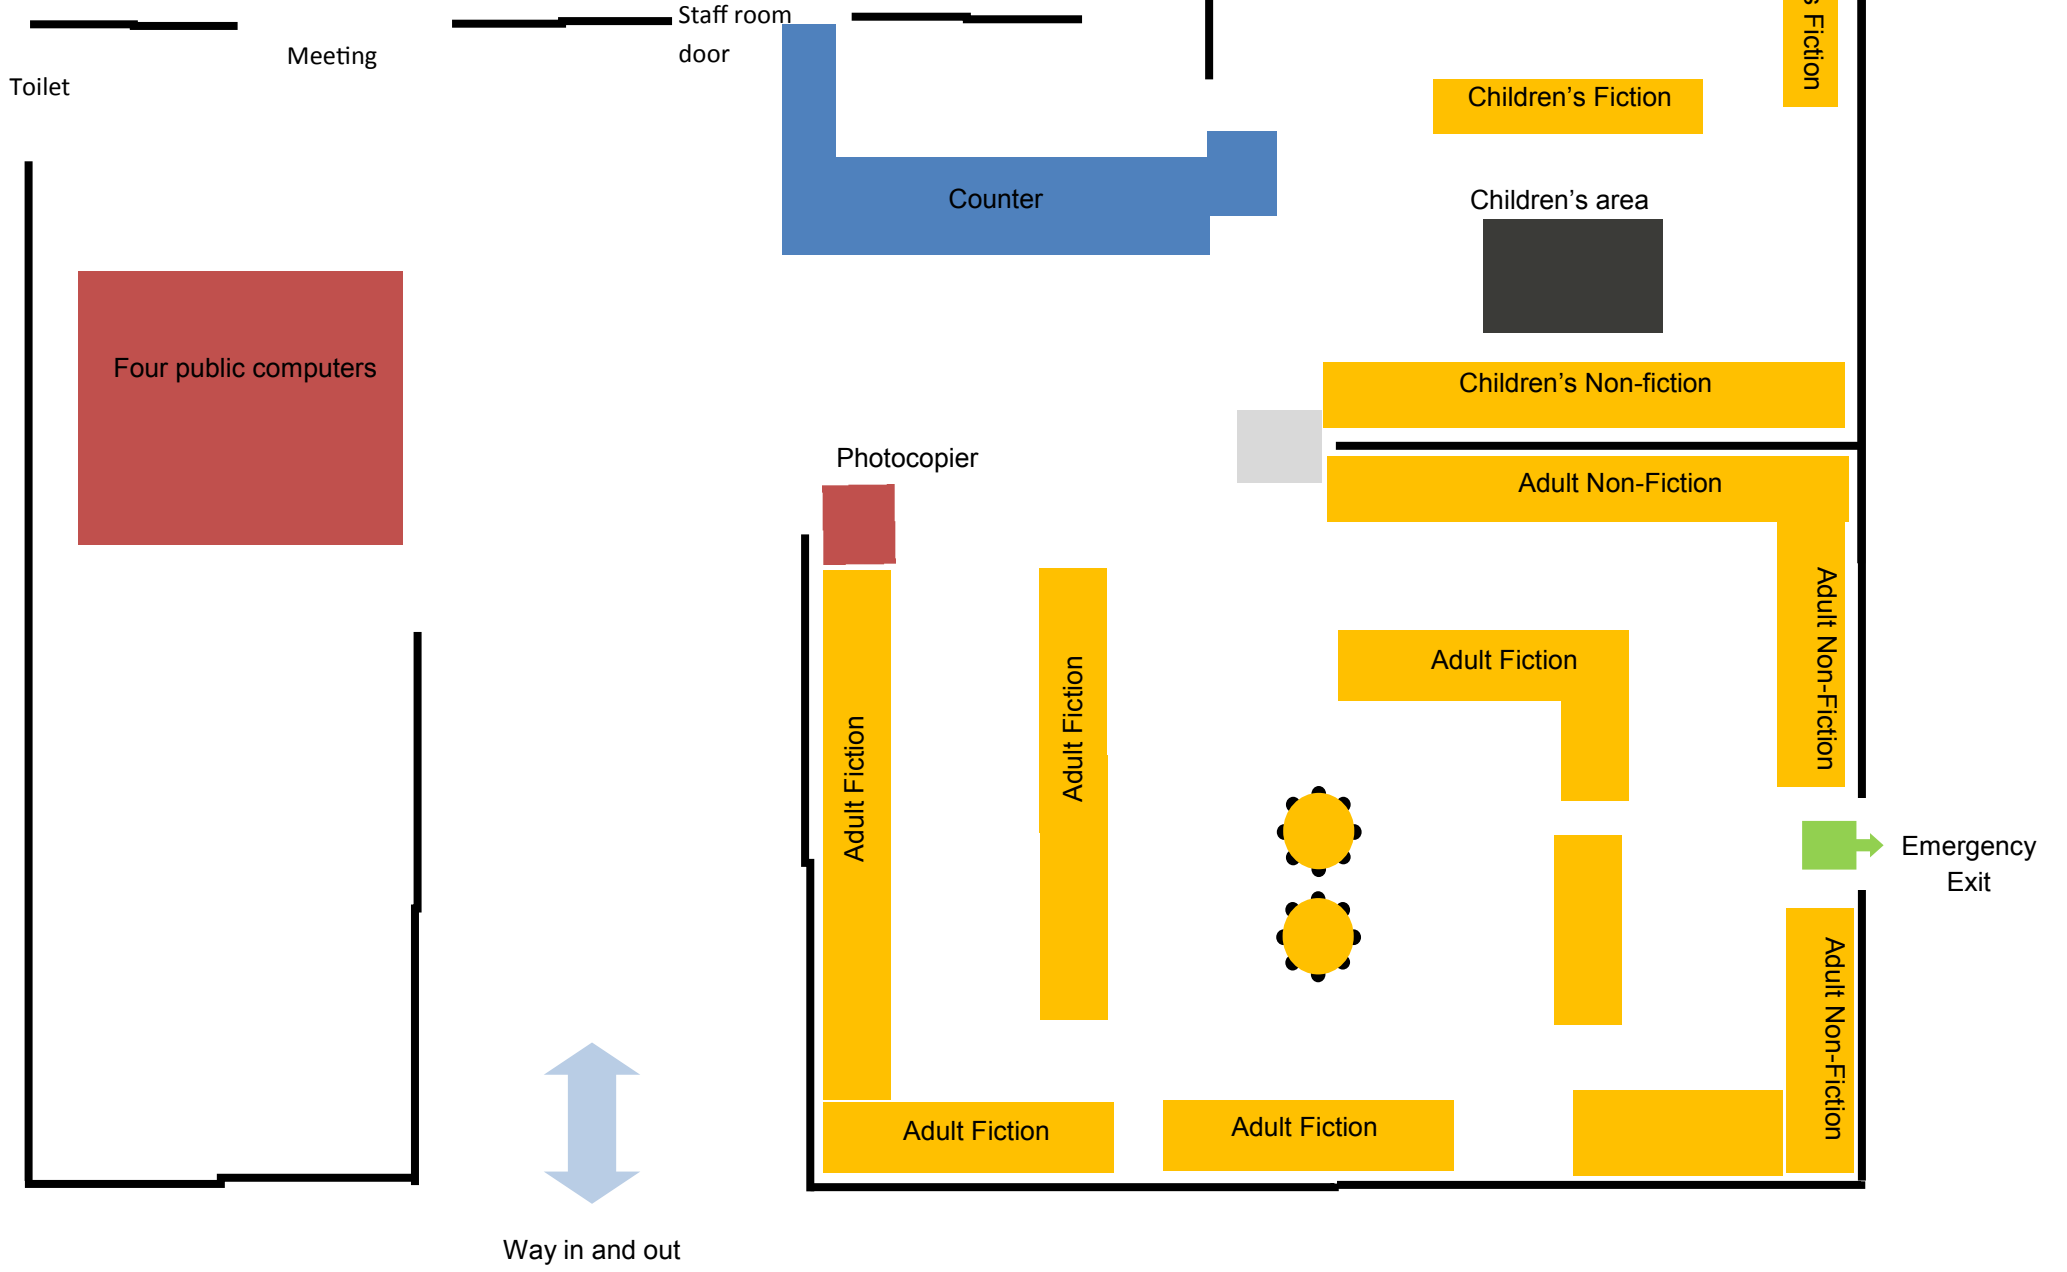 Staff room
door
Meeting
Toilet
s Fiction
Children's Fiction
Counter
Children's area
Four public computers
Children's Non-fiction
Photocopier
Adult Non-Fiction
Adult Non-Fiction
Adult Fiction
Adult Fiction
Adult Fiction
Emergency
Exit
Adult Non-Fiction
Adult Fiction
Adult Fiction
Way in and out